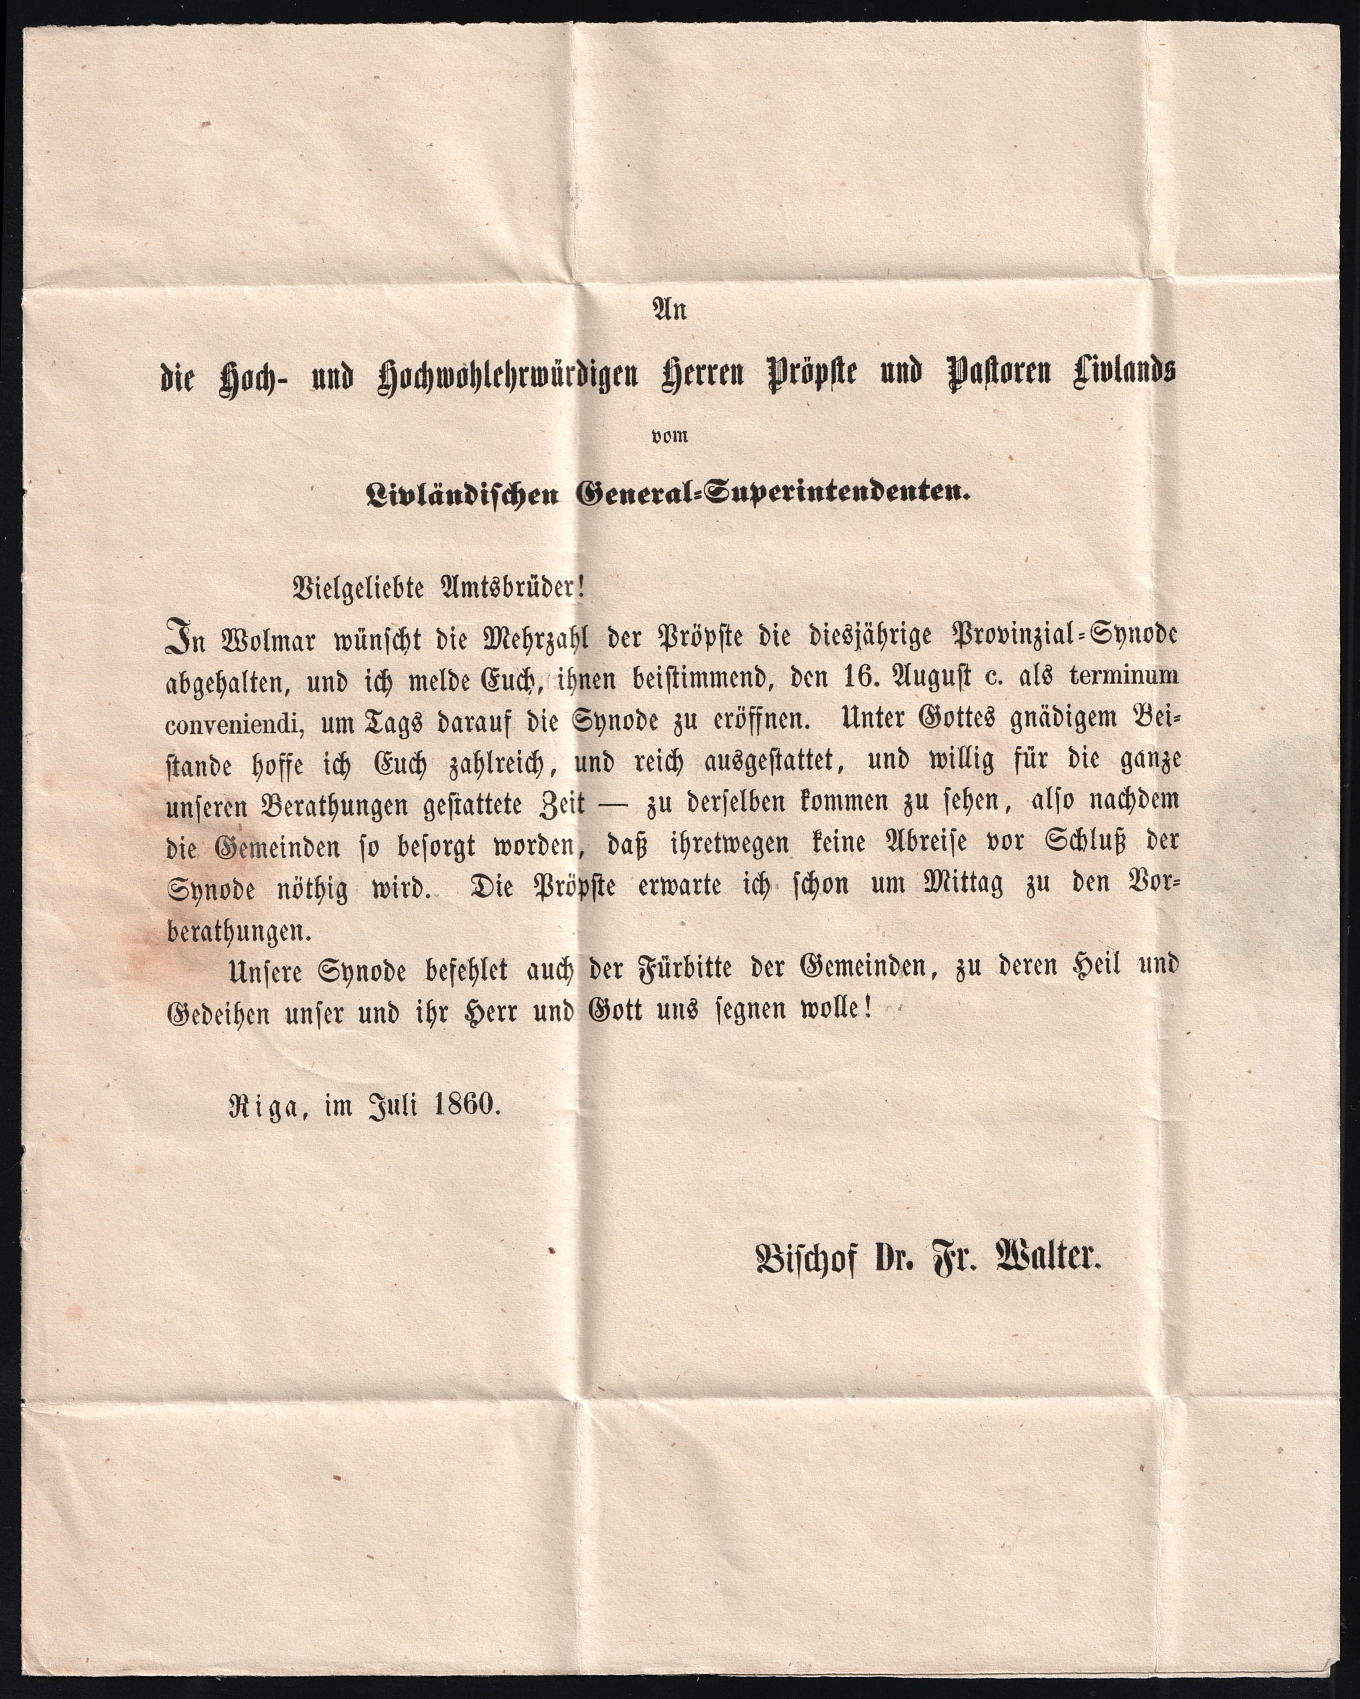 An
die Hoch- und Hochwohlehrwürdigen Herren Pröpste und Pastoren Livlands
vom
Livländischen General-Superintendenten.
Vielgeliebte Amtsbrüder!
In Wolmar wünscht die Mehrzahl der Pröpste die diesjährige Provinzial-Synode
abgehalten, und ich melde Euch, ihnen beistimmend, den 16. August c. als terminum
conveniendi, um Tags darauf die Synode zu eröffnen. Unter Gottes gnädigem Bei-
stande hoffe ich Euch zahlreich, und reich ausgestattet, und willig für die ganze
unseren Berathungen gestattete Zeit — zu derselben kommen zu sehen, also nachdem
die Gemeinden so besorgt worden, daß ihretwegen keine Abreise vor Schluß der
Synode nöthig wird. Die Pröpste erwarte ich schon um Mittag zu den Vor-
berathungen.
Unsere Synode befehlet auch der Fürbitte der Gemeinden, zu deren Heil und
Gedeihen unser und ihr Herr und Gott uns segnen wolle!
Riga, im Juli 1860.
Bischof Dr. Fr. Walter.